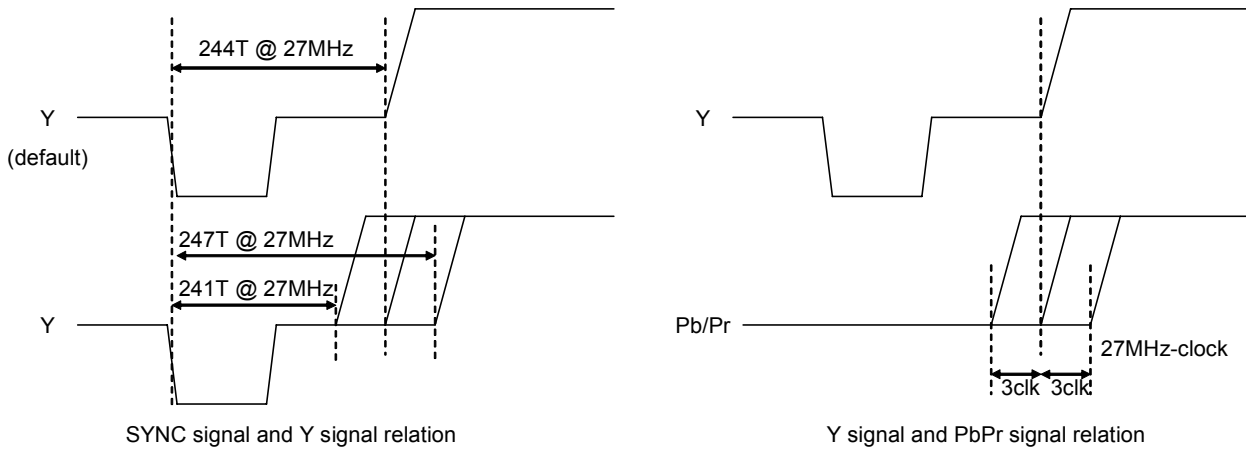 244T @ 27MHz
Y
(default)
247T @ 27MHz
241T @ 27MHz
Y
SYNC signal and Y signal relation
Y
Pb/Pr
27MHz-clock
3clk
3clk
Y signal and PbPr signal relation